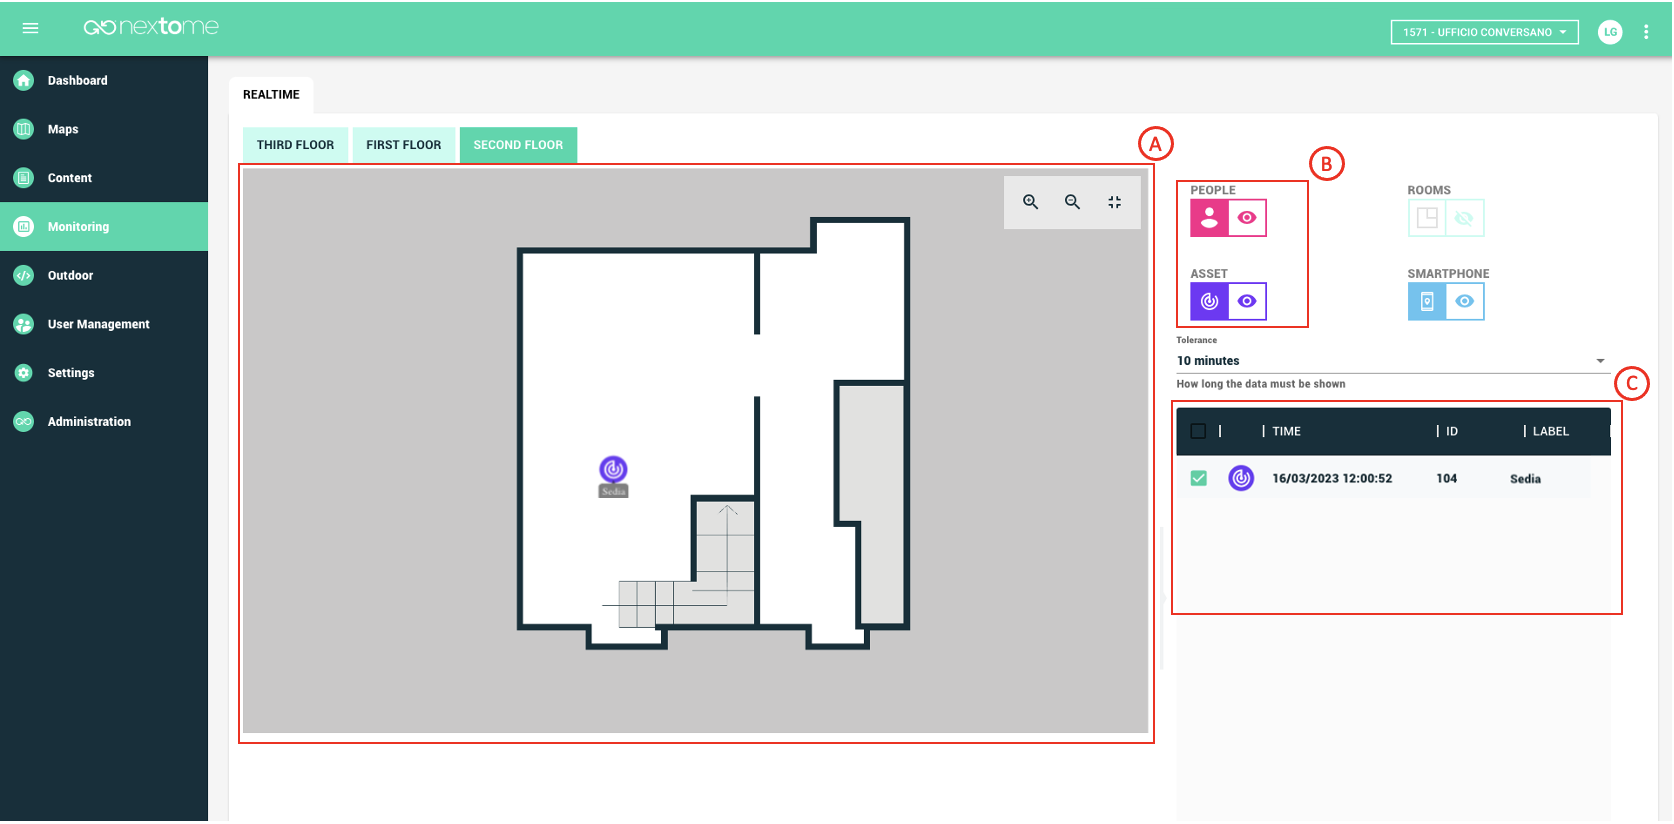 nextome
1571 - UFFICIO CONVERSANO
LG
Dashboard
Maps
Content
Monitoring
Outdoor
User Management
Settings
Administration
REALTIME
THIRD FLOOR
FIRST FLOOR
SECOND FLOOR
A
B
PEOPLE
ROOMS
ASSET
SMARTPHONE
Tolerance
10 minutes
How long the data must be shown
C
TIME
ID
LABEL
16/03/2023 12:00:52
104
Sedia
Sedia